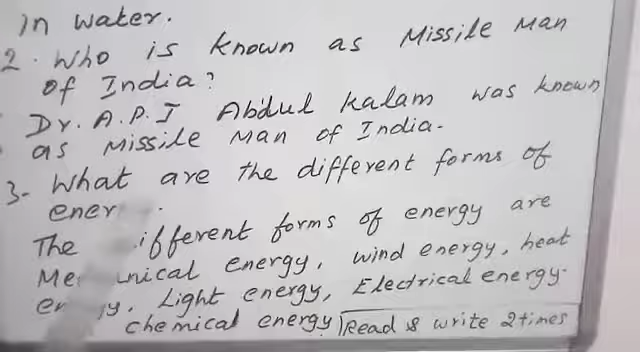 in water.
2. Who is known as Missile Man
of India?
Dr. A.P.J Abdul Kalam was known
as Missile Man of India.
3- What are the different forms of
The different forms of energy are
Mechanical energy, wind energy, heat
energy, Light energy, Electrical energy.
chemical energy Read & write 2times